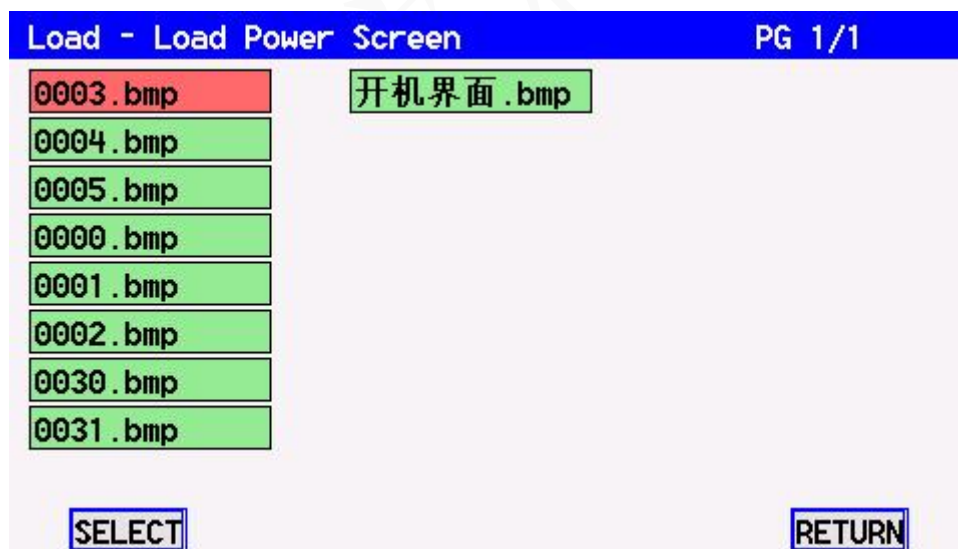 Load - Load Power Screen PG 1/1
0003.bmp 开机界面.bmp
0004.bmp
0005.bmp
0000.bmp
0001.bmp
0002.bmp
0030.bmp
0031.bmp
SELECT RETURN